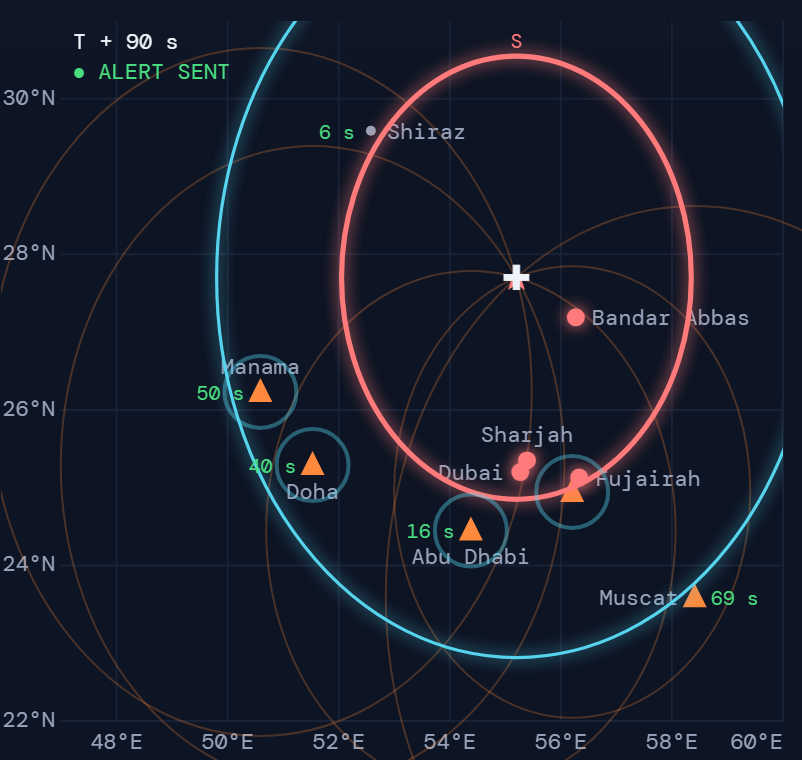 T + 90 s
S
ALERT SENT
30°N
6 s
Shiraz
28°N
Bandar Abbas
Manama
50 s
26°N
Sharjah
40 s
Dubai
Fujairah
Doha
16 s
Abu Dhabi
24°N
Muscat
69 s
22°N
48°E
50°E
52°E
54°E
56°E
58°E
60°E